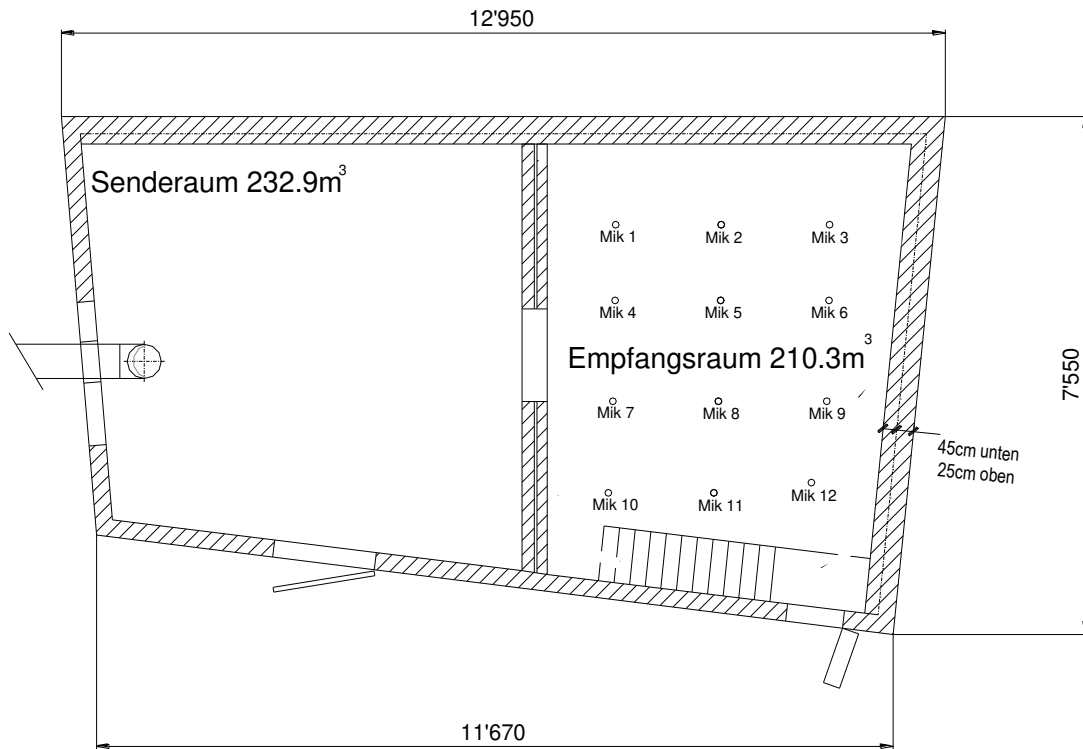 12'950
Senderaum 232.9m³
Mik 1 Mik 2 Mik 3
Mik 4 Mik 5 Mik 6
Empfangsraum 210.3m³
7'550
Mik 7 Mik 8 Mik 9
45cm unten
25cm oben
Mik 10 Mik 11 Mik 12
11'670